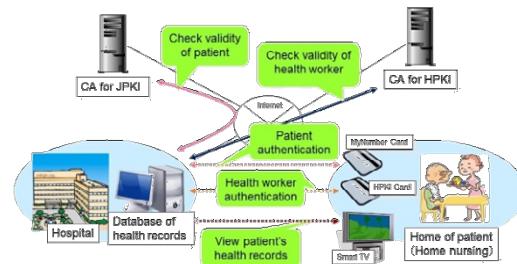 Check validity
of patient
Check validity of
health worker
CA for JPKI
CA for HPKI
Internet
Patient
authentication
MyNumber Card
Health worker
authentication
HPKI Card
Hospital
Database of
health records
View patient's
health records
Smart TV
Home of patient
(Home nursing)